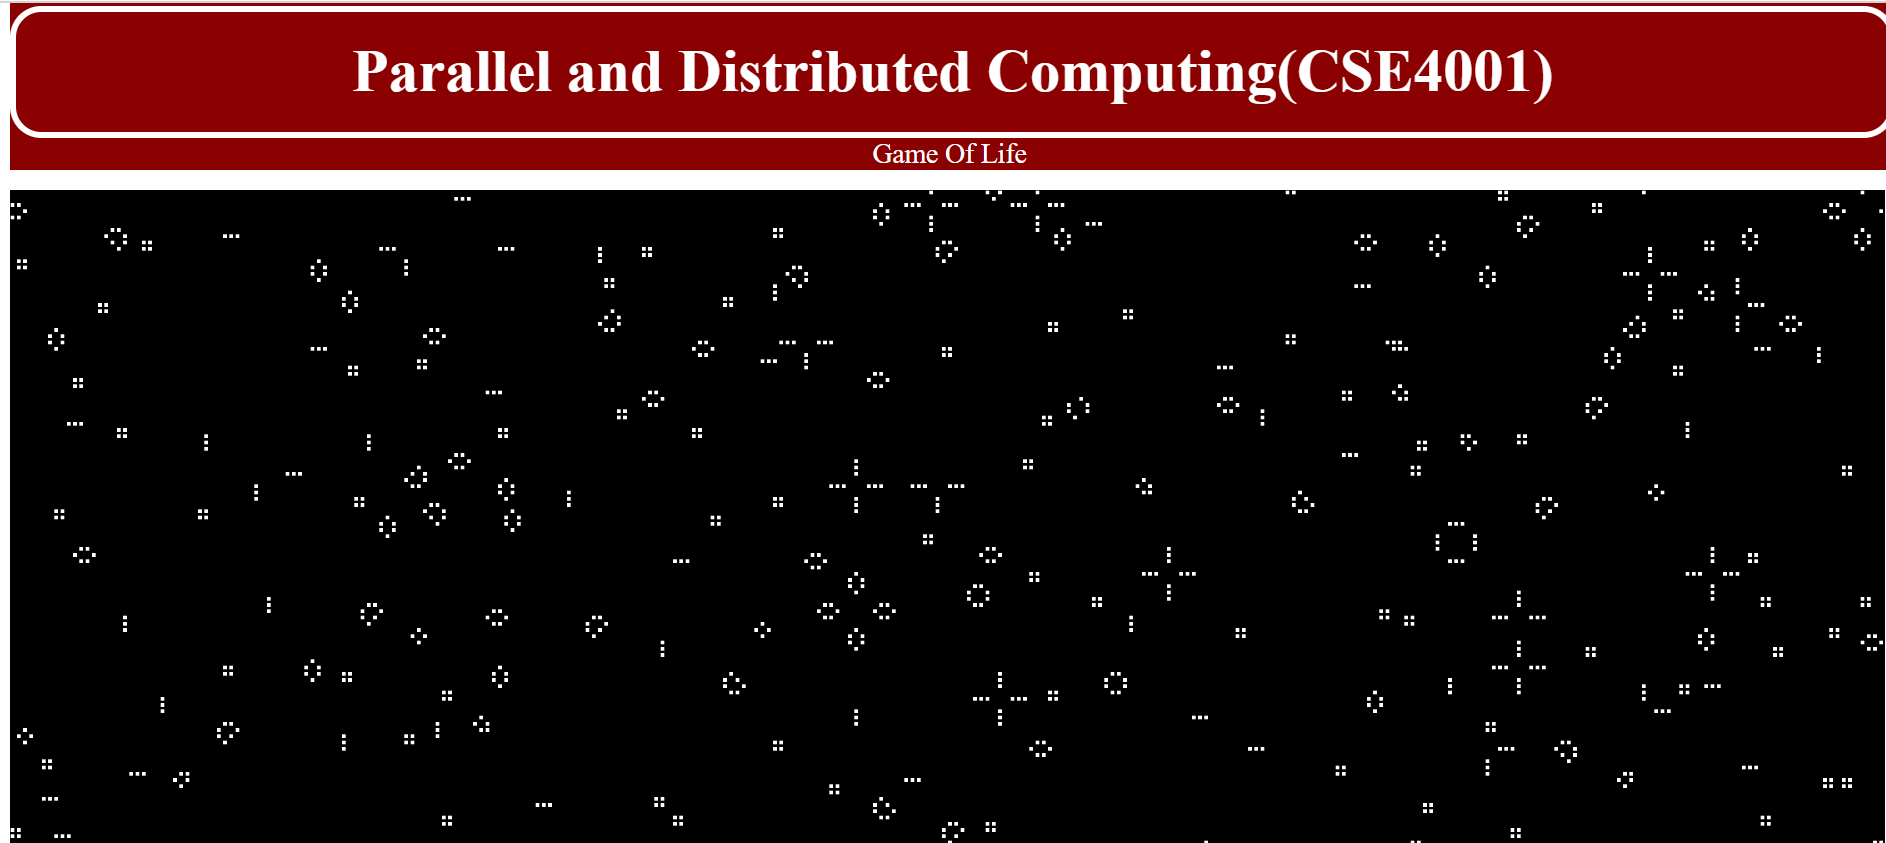 Parallel and Distributed Computing(CSE4001)
Game Of Life